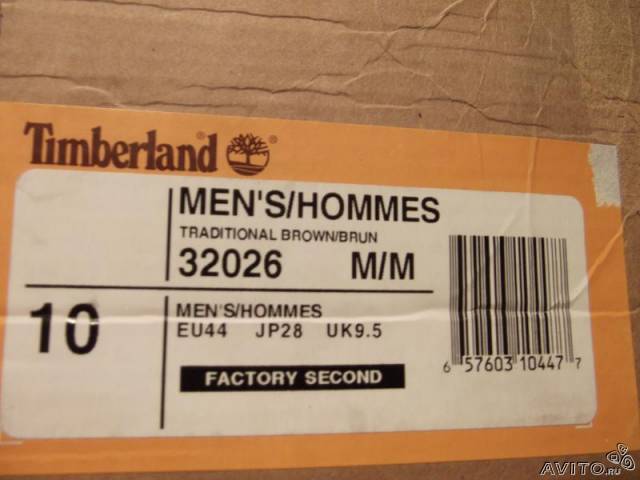 Timberland®
MEN'S/HOMMES
TRADITIONAL BROWN/BRUN
32026 M/M
10
MEN'S/HOMMES
EU44 JP28 UK9.5
FACTORY SECOND
6 57603 10447 7
AVITO.RU